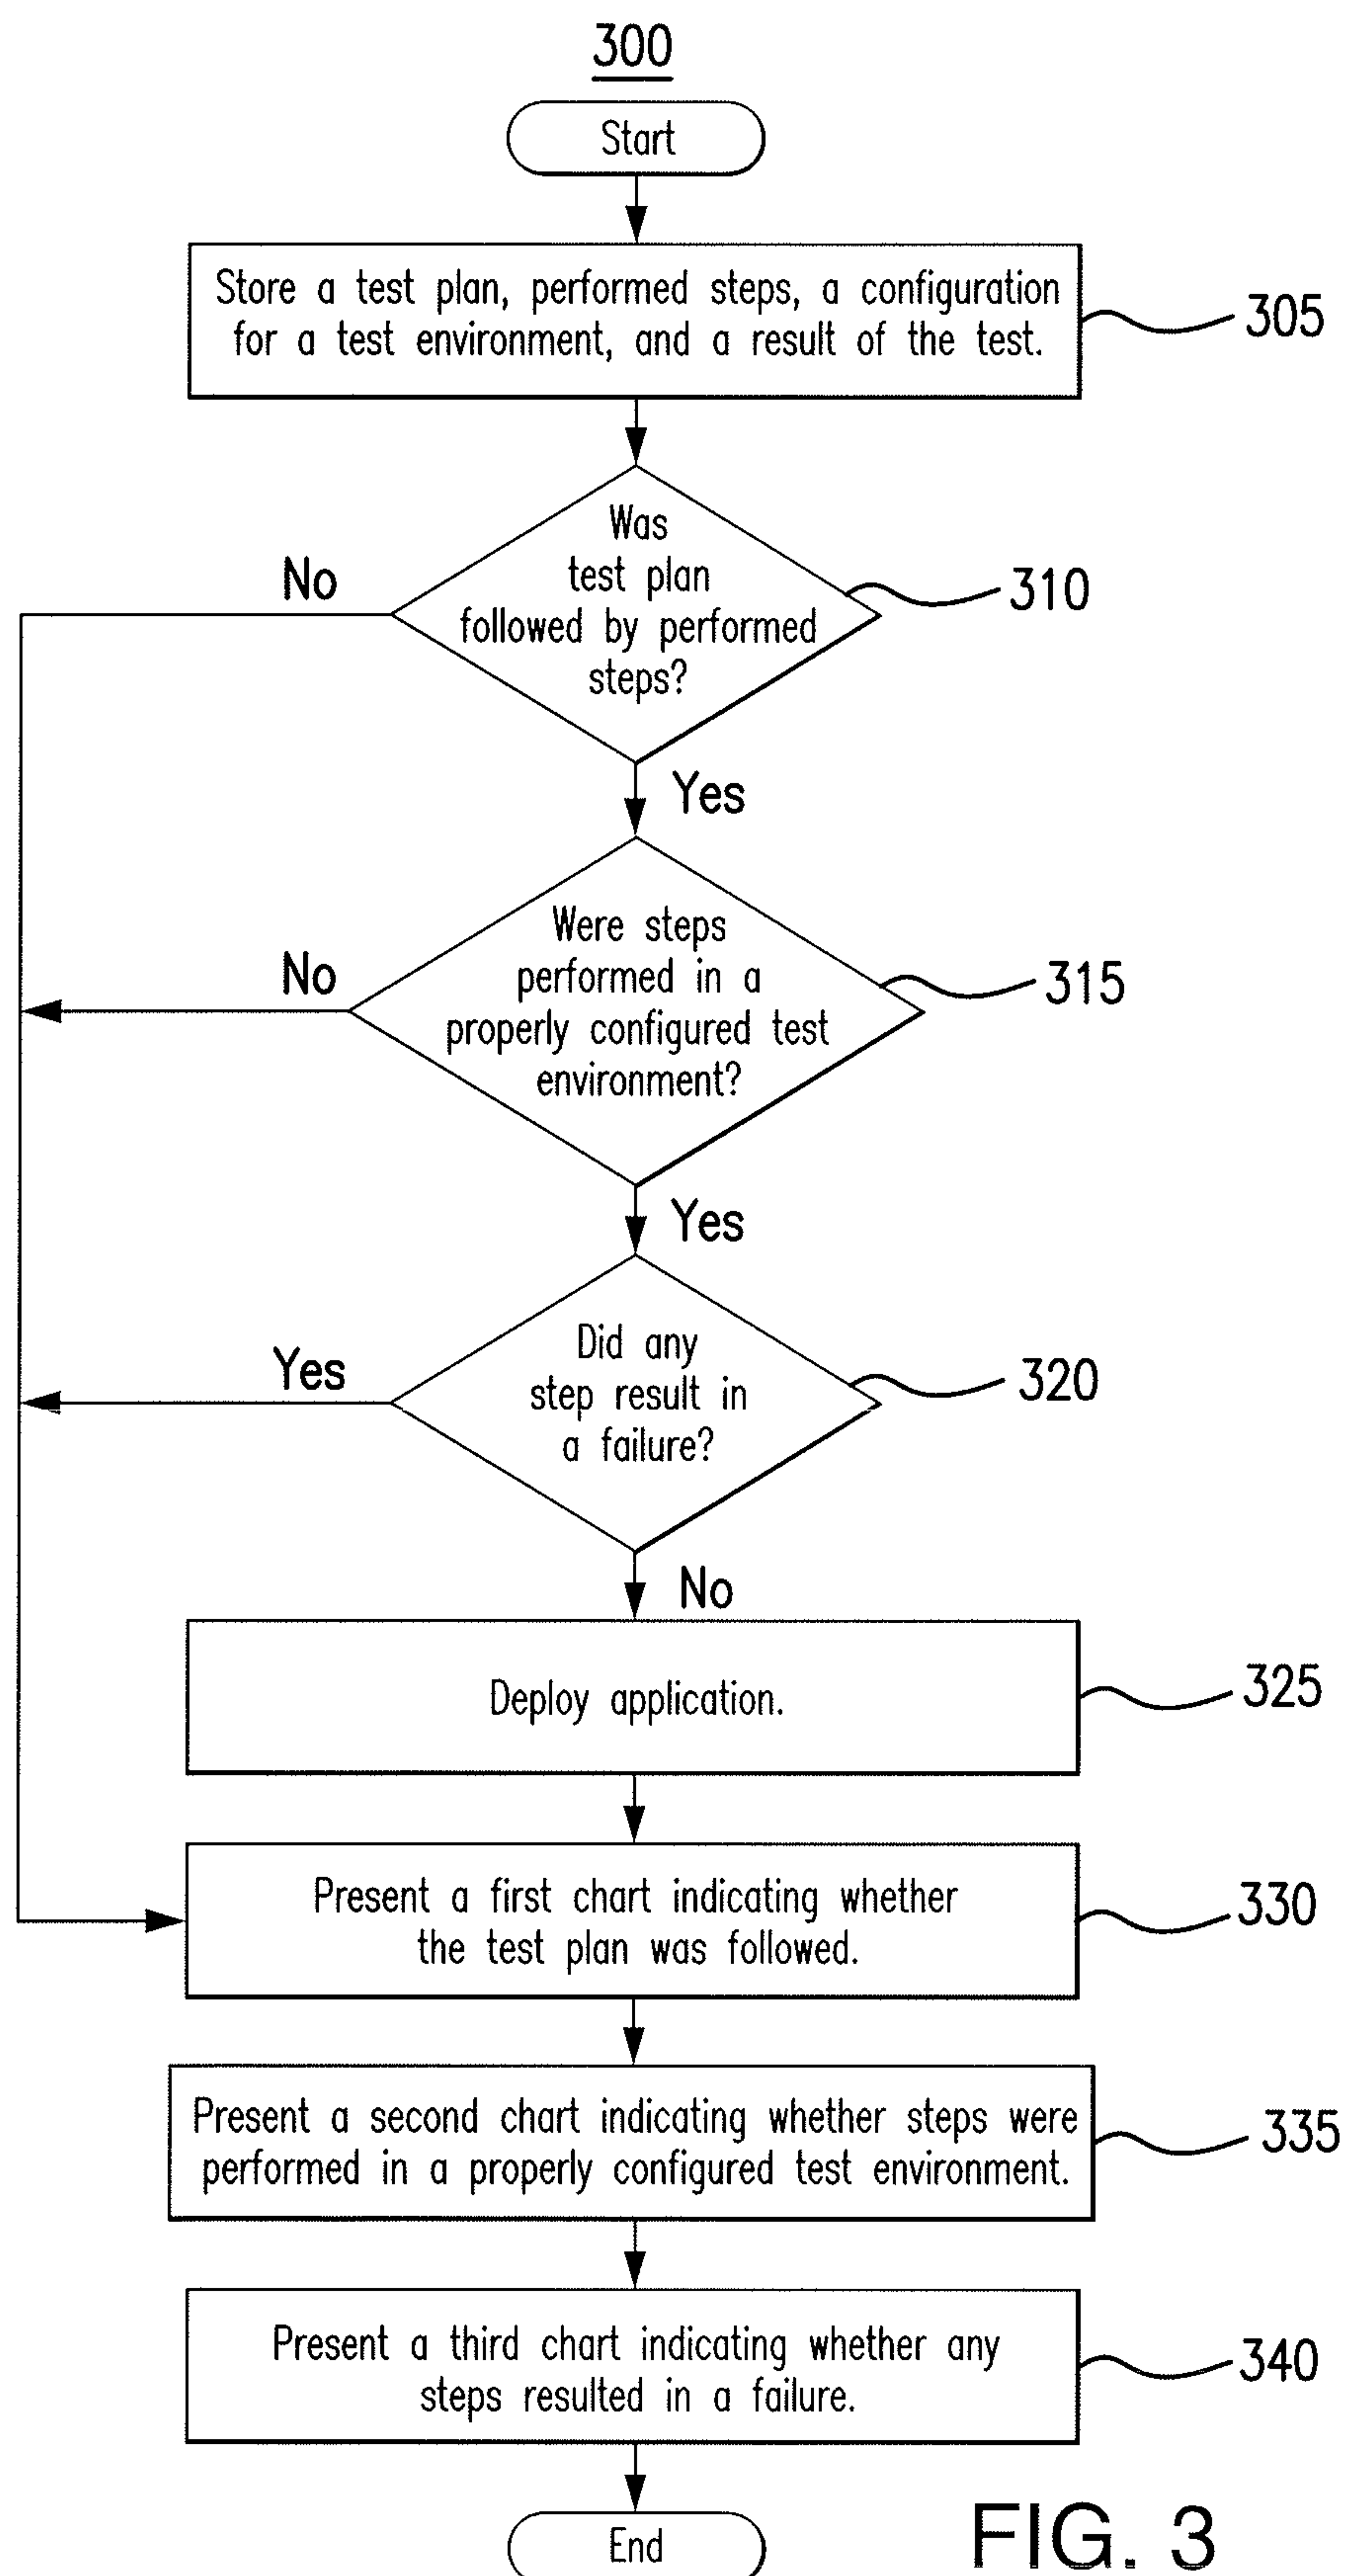 300
Start
Store a test plan, performed steps, a configuration
for a test environment, and a result of the test.
305
Was
test plan
followed by performed
steps?
310
No
Yes
Were steps
performed in a
properly configured test
environment?
315
No
Yes
Did any
step result in
a failure?
320
Yes
No
Deploy application.
325
Present a first chart indicating whether
the test plan was followed.
330
Present a second chart indicating whether steps were
performed in a properly configured test environment.
335
Present a third chart indicating whether any
steps resulted in a failure.
340
End
FIG. 3